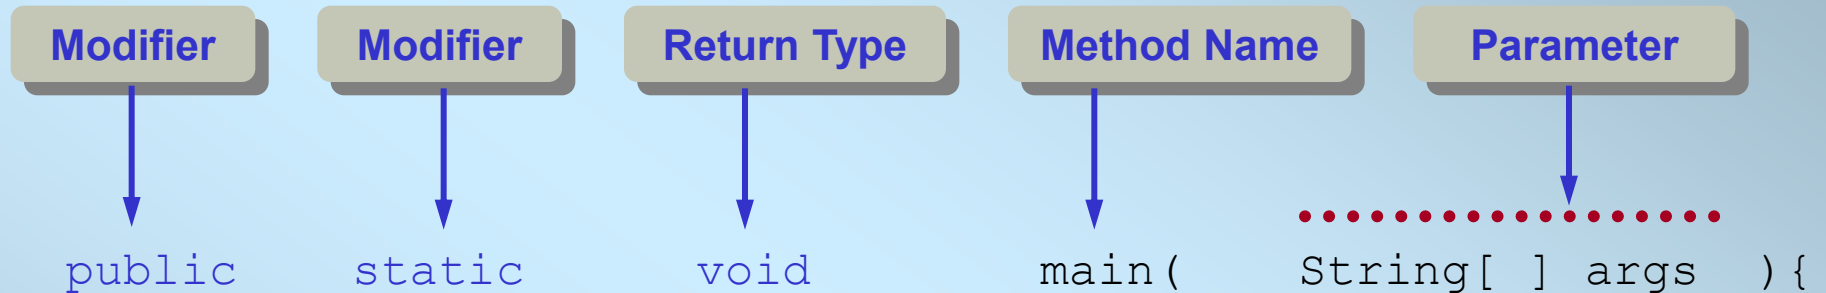 Modifier Modifier Return Type Method Name Parameter
public static void main( String[ ] args ){